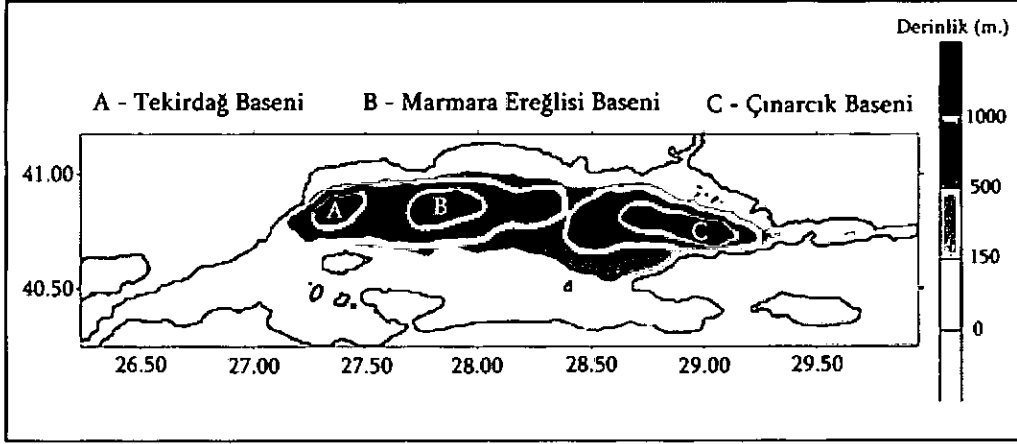 Derinlik (m.)
A - Tekirdağ Baseni B - Marmara Ereğlisi Baseni C - Çınarcık Baseni
1000
500
150
0
41.00
40.50
A
B
C
26.50 27.00 27.50 28.00 28.50 29.00 29.50